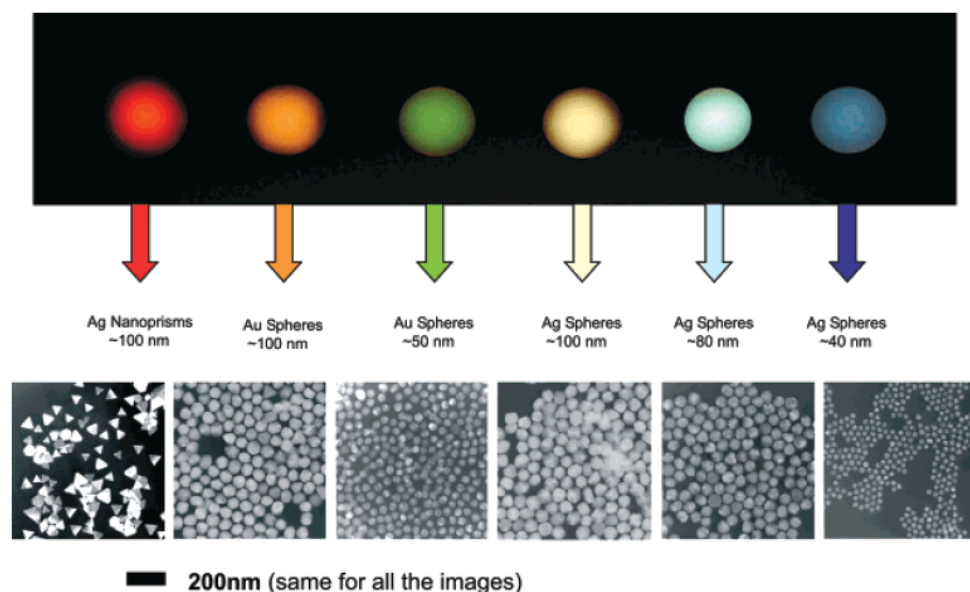 Ag Nanoprisms
~100 nm
Au Spheres
~100 nm
Au Spheres
~50 nm
Ag Spheres
~100 nm
Ag Spheres
~80 nm
Ag Spheres
~40 nm
200nm (same for all the images)